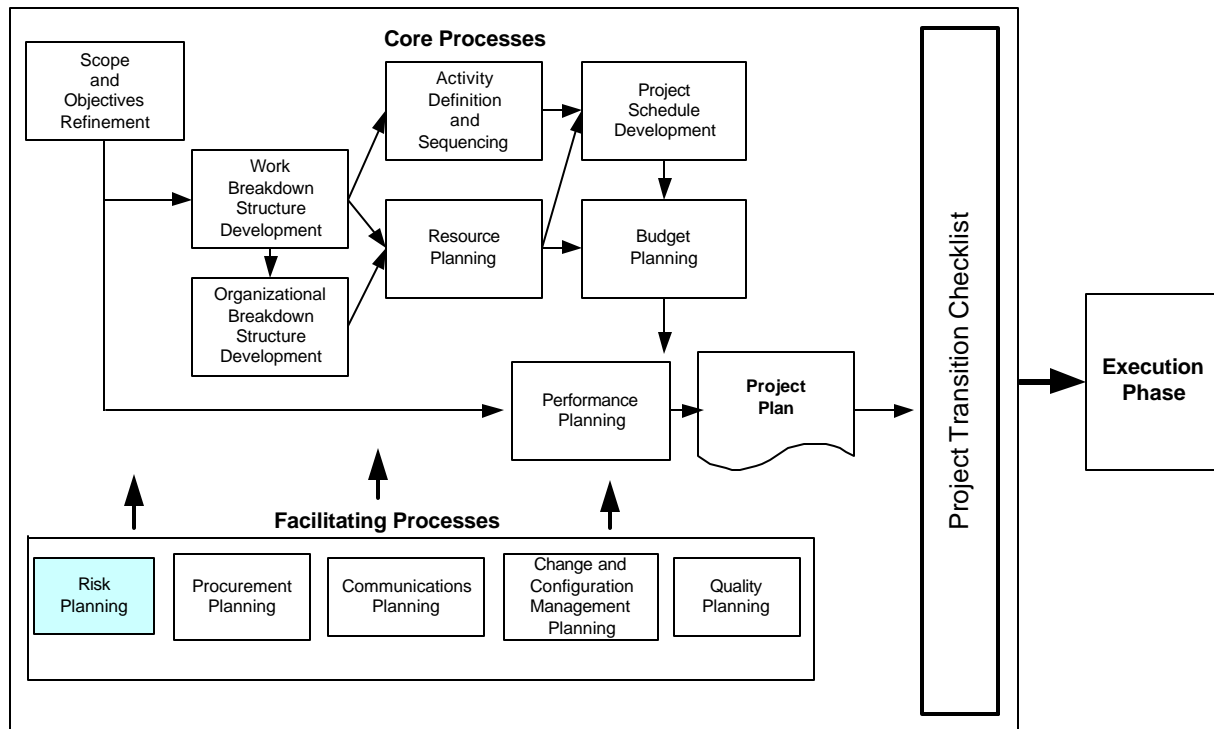 Core Processes
Scope
and
Objectives
Refinement
Activity
Definition
and
Sequencing
Project
Schedule
Development
Work
Breakdown
Structure
Development
Resource
Planning
Budget
Planning
Organizational
Breakdown
Structure
Development
Performance
Planning
Project
Plan
Project Transition Checklist
Execution
Phase
Facilitating Processes
Risk
Planning
Procurement
Planning
Communications
Planning
Change and
Configuration
Management
Planning
Quality
Planning